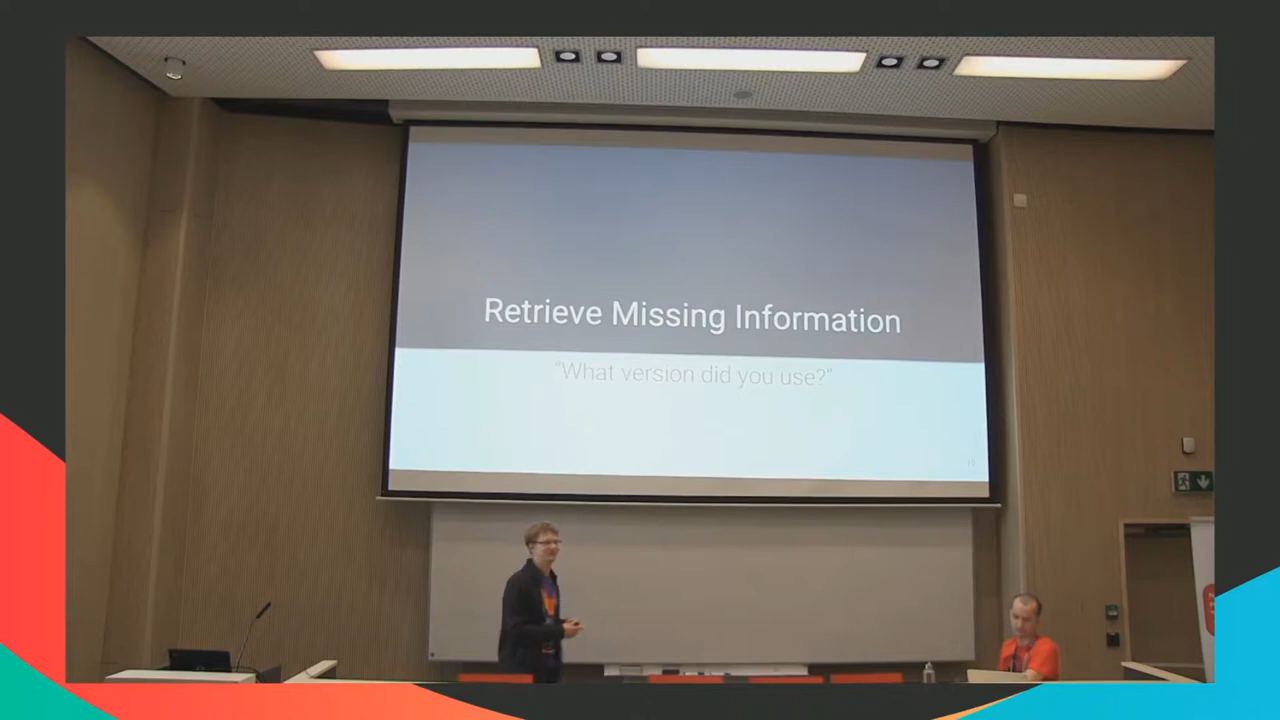 Retrieve Missing Information
“What version did you use?”